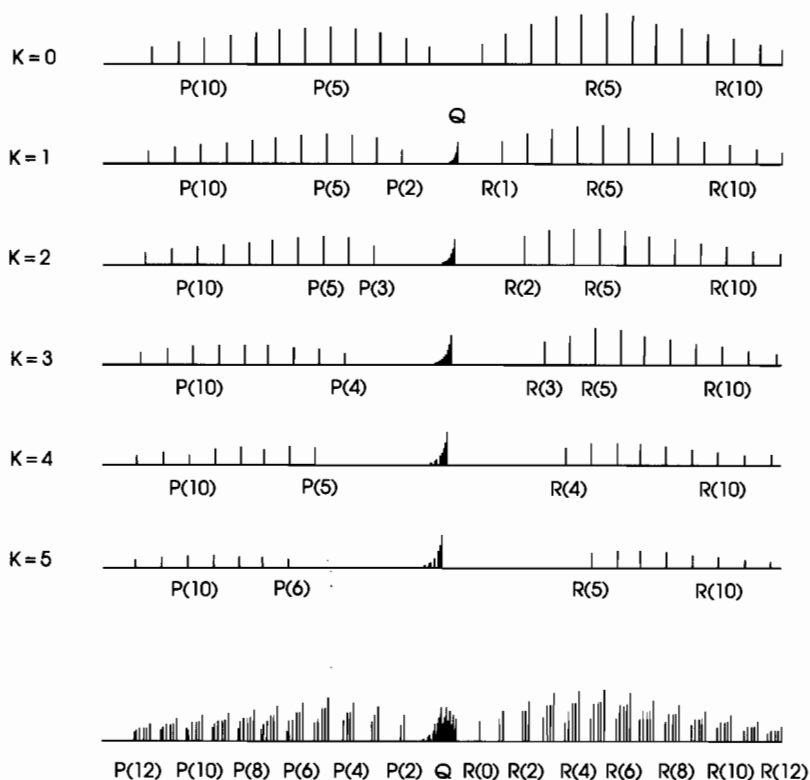 K = 0
P(10) P(5) R(5) R(10)
Q
K = 1
P(10) P(5) P(2) R(1) R(5) R(10)
K = 2
P(10) P(5) P(3) R(2) R(5) R(10)
K = 3
P(10) P(4) R(3) R(5) R(10)
K = 4
P(10) P(5) R(4) R(10)
K = 5
P(10) P(6) R(5) R(10)
P(12) P(10) P(8) P(6) P(4) P(2) Q R(0) R(2) R(4) R(6) R(8) R(10) R(12)